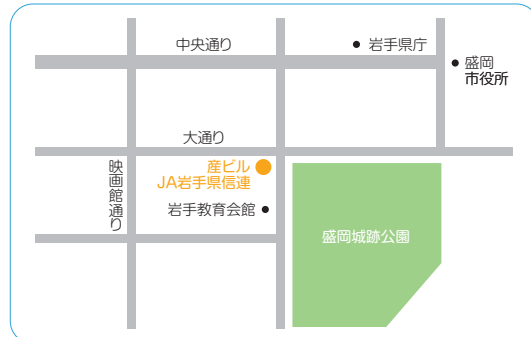 中央通り
岩手県庁
盛岡
市役所
大通り
産ビル
JA岩手県信連
映画館通り
岩手教育会館
盛岡城跡公園